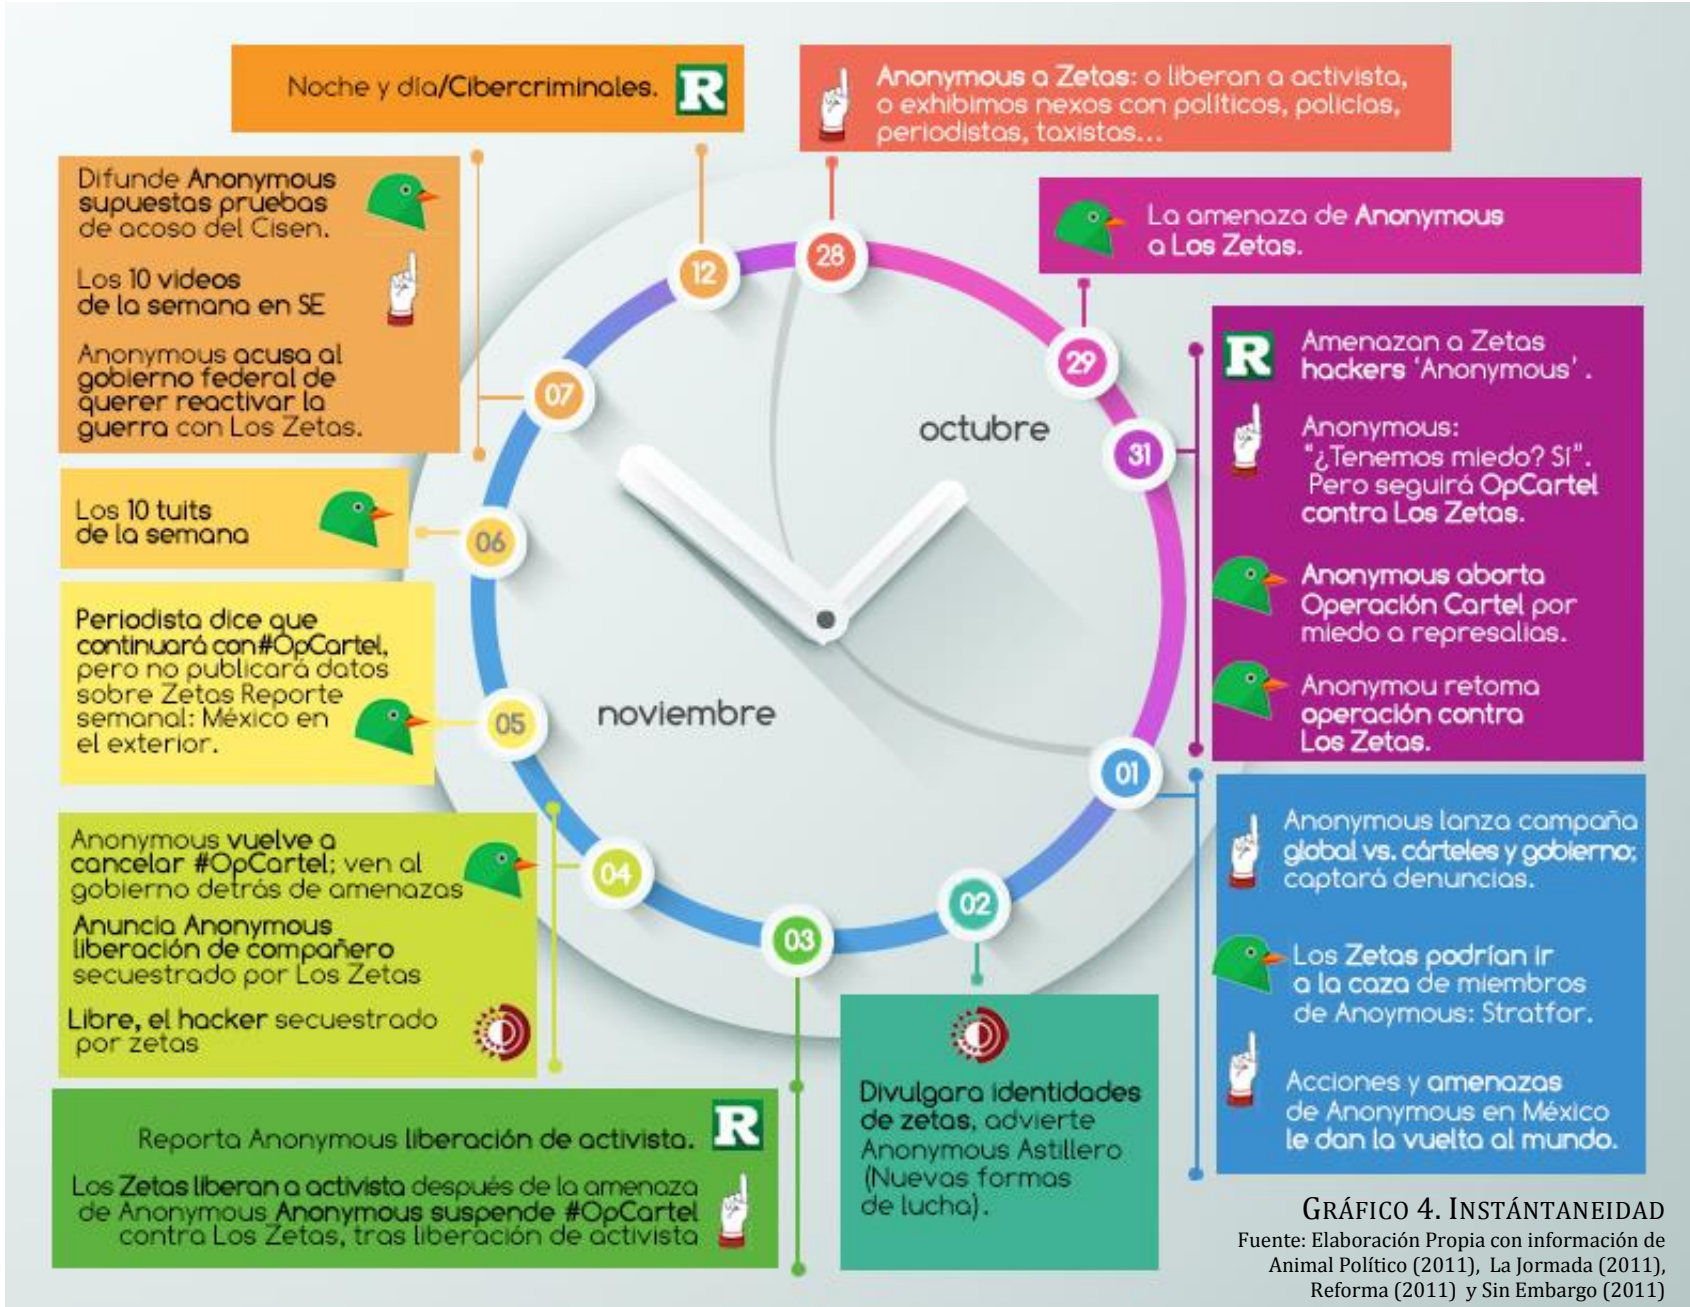 Noche y día/Cibercriminales.
R
Anonymous a Zetas: o liberan a activista,
o exhibimos nexos con políticos, policías,
periodistas, taxistas...
La amenaza de Anonymous
a Los Zetas.
R
Amenazan a Zetas
hackers 'Anonymous' .
Anonymous:
"¿Tenemos miedo? Sí".
Pero seguirá OpCartel
contra Los Zetas.
Anonymous aborta
Operación Cartel por
miedo a represalias.
Anonymou retoma
operación contra
Los Zetas.
Anonymous lanza campaña
global vs. cárteles y gobierno;
captará denuncias.
Los Zetas podrían ir
a la caza de miembros
de Anoymous: Stratfor.
Acciones y amenazas
de Anonymous en México
le dan la vuelta al mundo.
Divulgara identidades
de zetas, advierte
Anonymous Astillero
(Nuevas formas
de lucha).
Reporta Anonymous liberación de activista.
R
Los Zetas liberan a activista después de la amenaza
de Anonymous Anonymous suspende #OpCartel
contra Los Zetas, tras liberación de activista
Anonymous vuelve a
cancelar #OpCartel; ven al
gobierno detrás de amenazas
Anuncia Anonymous
liberación de compañero
secuestrado por Los Zetas
Libre, el hacker secuestrado
por zetas
Periodista dice que
continuará con#OpCartel,
pero no publicará datos
sobre Zetas Reporte
semanal: México en
el exterior.
Los 10 tuits
de la semana
Difunde Anonymous
supuestas pruebas
de acoso del Cisen.
Los 10 videos
de la semana en SE
Anonymous acusa al
gobierno federal de
querer reactivar la
guerra con Los Zetas.
12
28
29
31
01
02
03
04
05
06
07
octubre
noviembre
GRÁFICO 4. INSTÁNTANEIDAD
Fuente: Elaboración Propia con información de
Animal Político (2011), La Jormada (2011),
Reforma (2011) y Sin Embargo (2011)